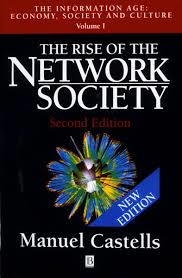 THE INFORMATION AGE:
ECONOMY, SOCIETY AND CULTURE
Volume I
THE RISE OF THE
NETWORK
SOCIETY
Second Edition
NEW
EDITION
Manuel Castells